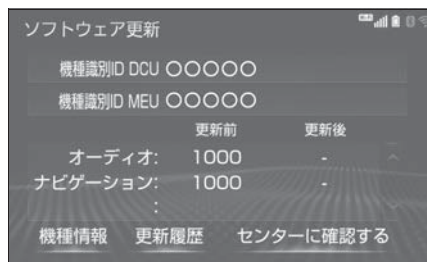 ソフトウェア更新
機種識別ID DCU 〇〇〇〇〇
機種識別ID MEU 〇〇〇〇〇
更新前 更新後
オーディオ: 1000 -
ナビゲーション: 1000 -
:
機種情報 更新履歴 センターに確認する